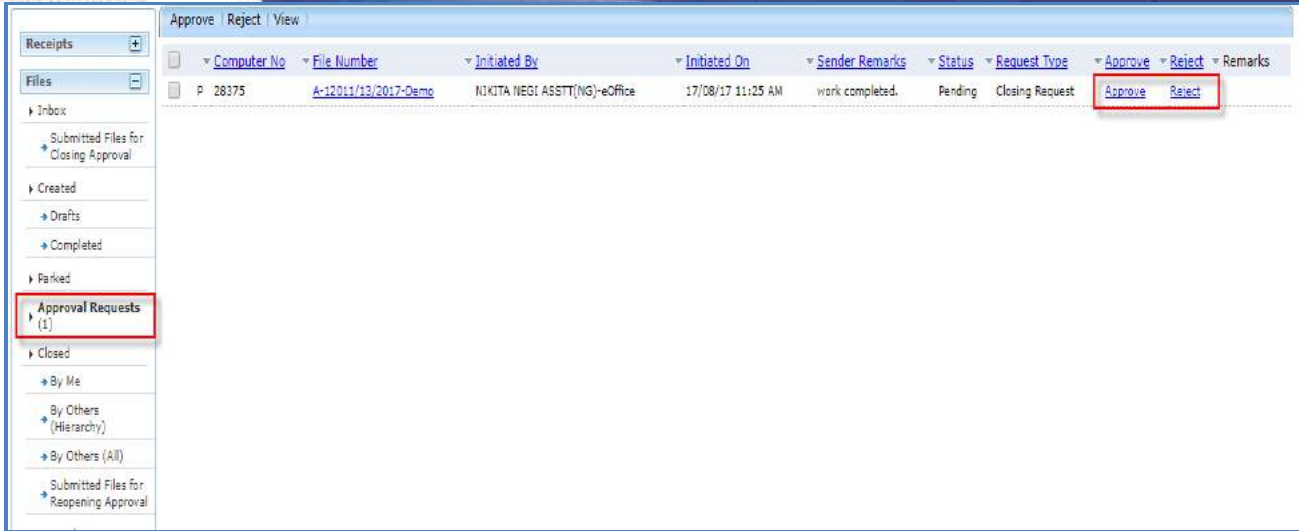 Approve | Reject | View
Receipts
Computer No File Number Initiated By Initiated On Sender Remarks Status Request Type Approve Reject Remarks
Files
P 28375 A-12011/13/2017-Demo NIKITA NEGI ASSTT(NG)-eOffice 17/08/17 11:25 AM work completed. Pending Closing Request Approve Reject
Inbox
Submitted Files for
Closing Approval
Created
Drafts
Completed
Parked
Approval Requests
(1)
Closed
By Me
By Others
(Hierarchy)
By Others (All)
Submitted Files for
Reopening Approval